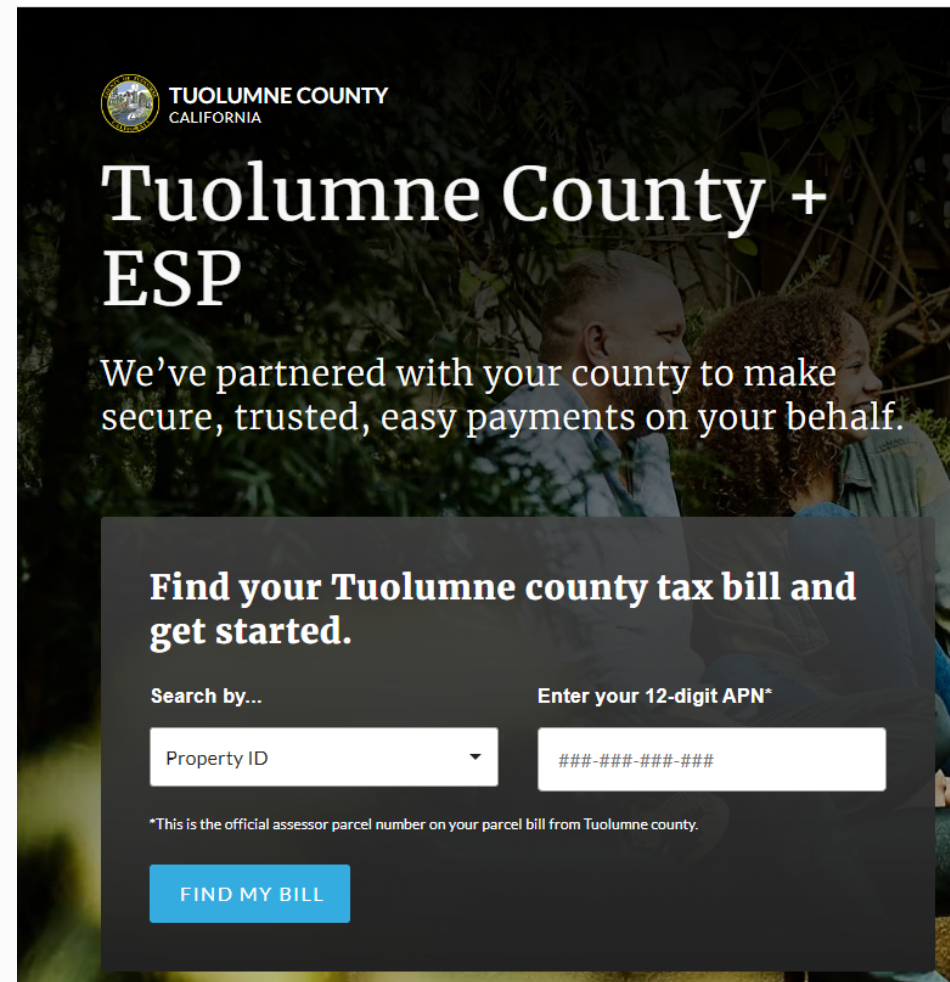 TUOLUMNE COUNTY
CALIFORNIA
Tuolumne County +
ESP
We’ve partnered with your county to make
secure, trusted, easy payments on your behalf.
Find your Tuolumne county tax bill and
get started.
Search by...
Enter your 12-digit APN*
Property ID
###-###-###-###
*This is the official assessor parcel number on your parcel bill from Tuolumne county.
FIND MY BILL